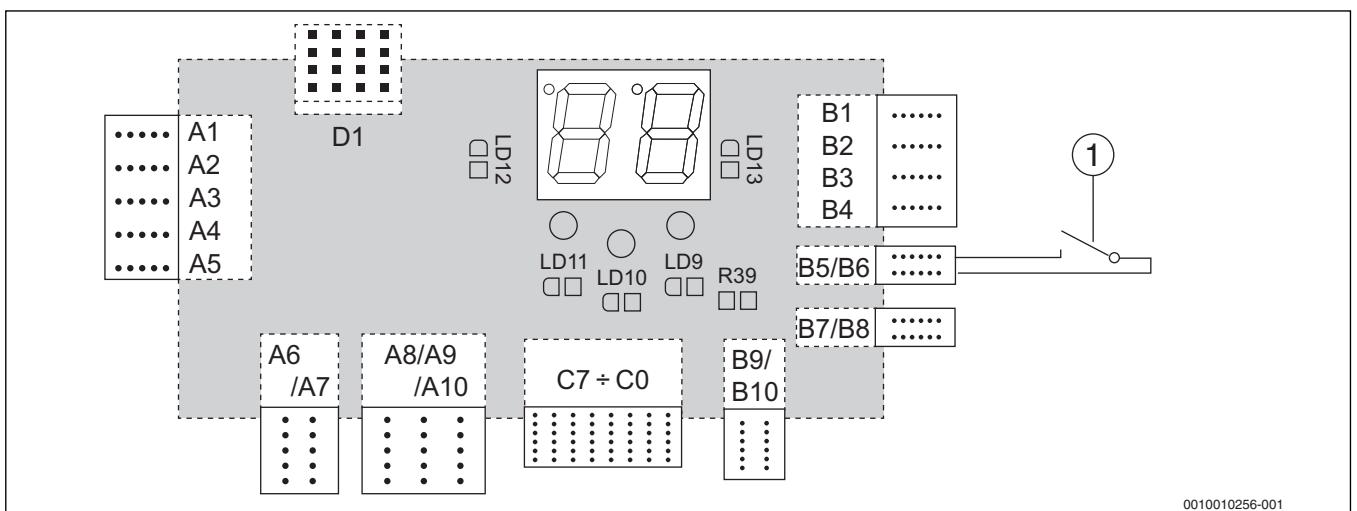 D1
A1
A2
A3
A4
A5
LD12
LD13
B1
B2
B3
B4
1
LD11
LD10
LD9
R39
B5/B6
B7/B8
A6
/A7
A8/A9
/A10
C7 ÷ C0
B9/
B10
0010010256-001